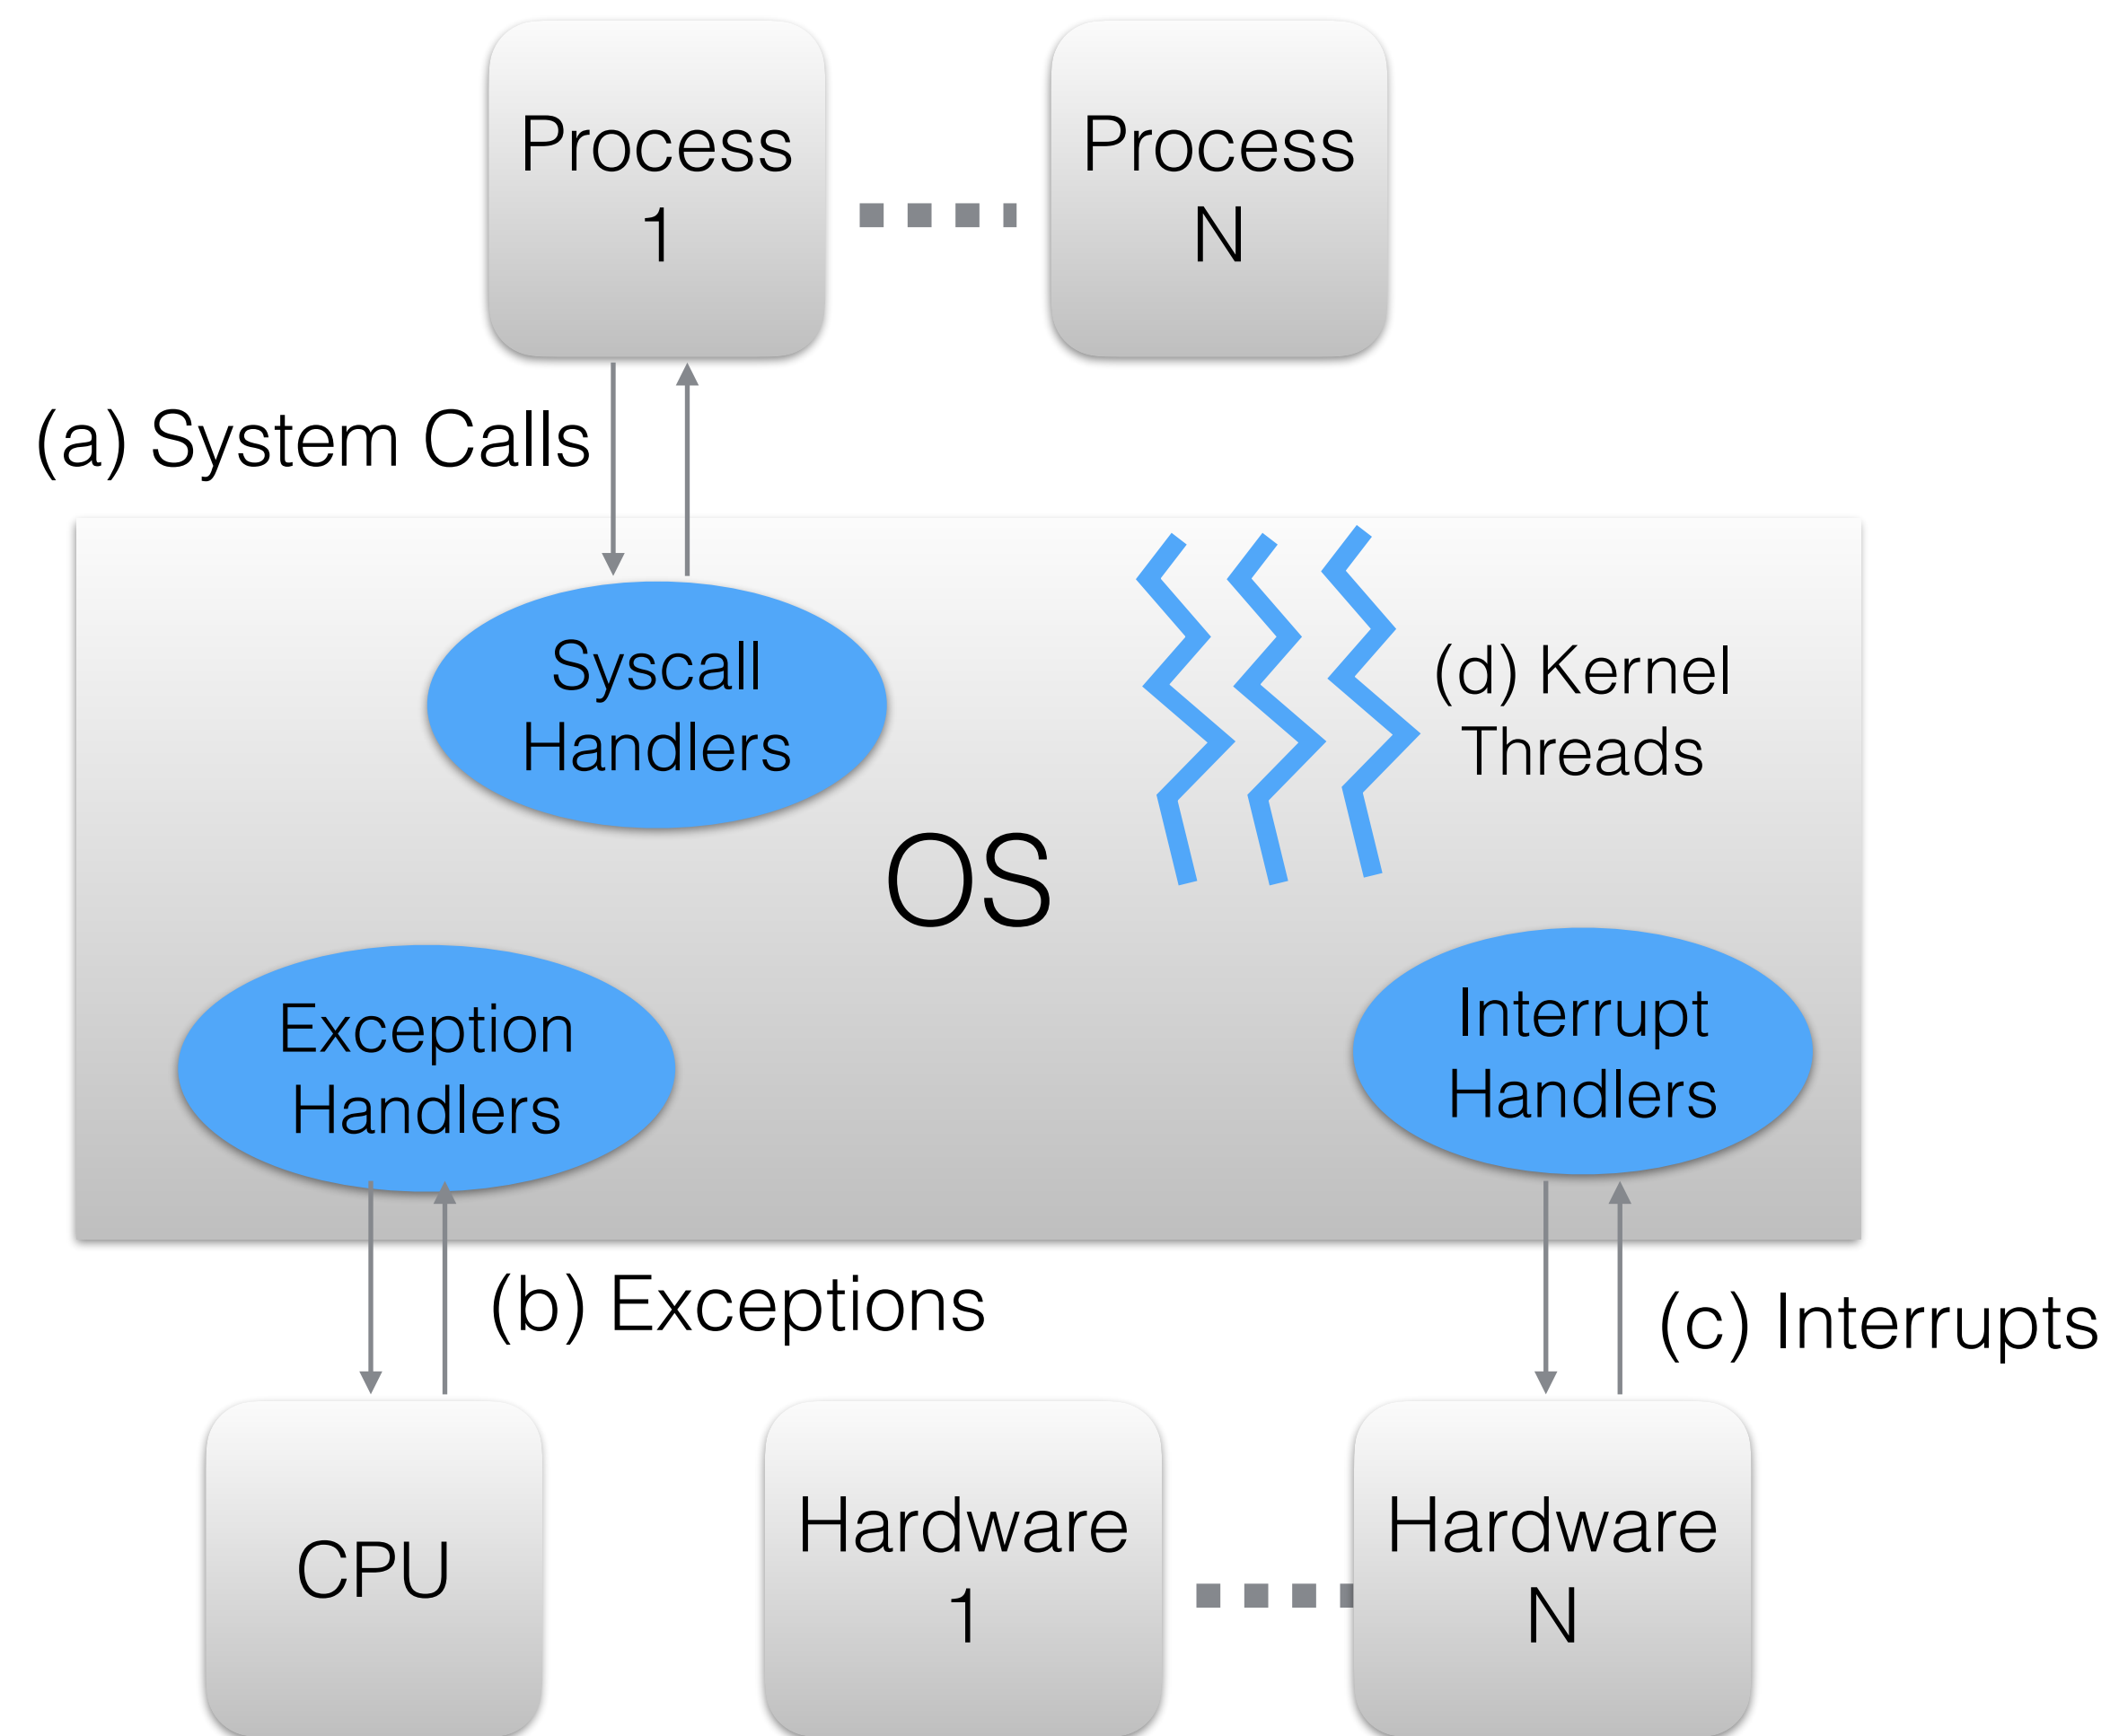 Process
1
Process
N
(a) System Calls
Syscall
Handlers
(d) Kernel
Threads
OS
Exception
Handlers
Interrupt
Handlers
(b) Exceptions
(c) Interrupts
CPU
Hardware
1
Hardware
N